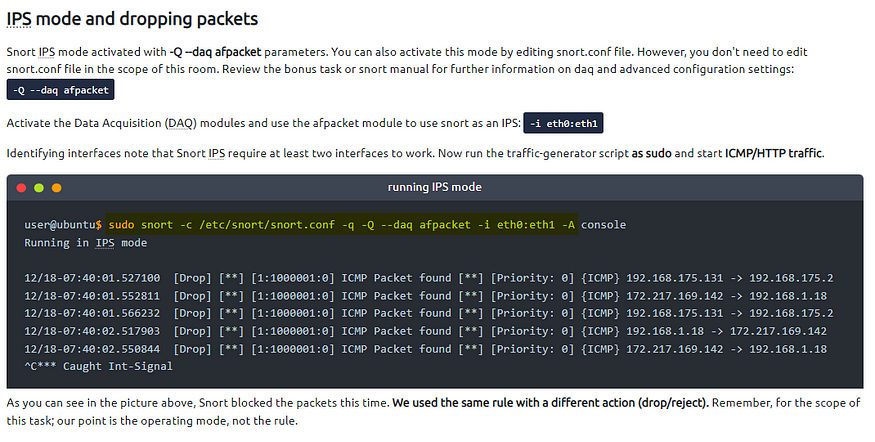 IPS mode and dropping packets
Snort IPS mode activated with -Q --daq afpacket parameters. You can also activate this mode by editing snort.conf file. However, you don't need to edit
snort.conf file in the scope of this room. Review the bonus task or snort manual for further information on daq and advanced configuration settings:
-Q --daq afpacket
Activate the Data Acquisition (DAQ) modules and use the afpacket module to use snort as an IPS: -i eth0:eth1
Identifying interfaces note that Snort IPS require at least two interfaces to work. Now run the traffic-generator script as sudo and start ICMP/HTTP traffic.
running IPS mode
user@ubuntu$ sudo snort -c /etc/snort/snort.conf -q -Q --daq afpacket -i eth0:eth1 -A console
Running in IPS mode
12/18-07:40:01.527100  [Drop] [**] [1:1000001:0] ICMP Packet found [**] [Priority: 0] {ICMP} 192.168.175.131 -> 192.168.175.2
12/18-07:40:01.552811  [Drop] [**] [1:1000001:0] ICMP Packet found [**] [Priority: 0] {ICMP} 172.217.169.142 -> 192.168.1.18
12/18-07:40:01.566232  [Drop] [**] [1:1000001:0] ICMP Packet found [**] [Priority: 0] {ICMP} 192.168.175.131 -> 192.168.175.2
12/18-07:40:02.517903  [Drop] [**] [1:1000001:0] ICMP Packet found [**] [Priority: 0] {ICMP} 192.168.1.18 -> 172.217.169.142
12/18-07:40:02.550844  [Drop] [**] [1:1000001:0] ICMP Packet found [**] [Priority: 0] {ICMP} 172.217.169.142 -> 192.168.1.18
^C*** Caught Int-Signal
As you can see in the picture above, Snort blocked the packets this time. We used the same rule with a different action (drop/reject). Remember, for the scope of
this task; our point is the operating mode, not the rule.